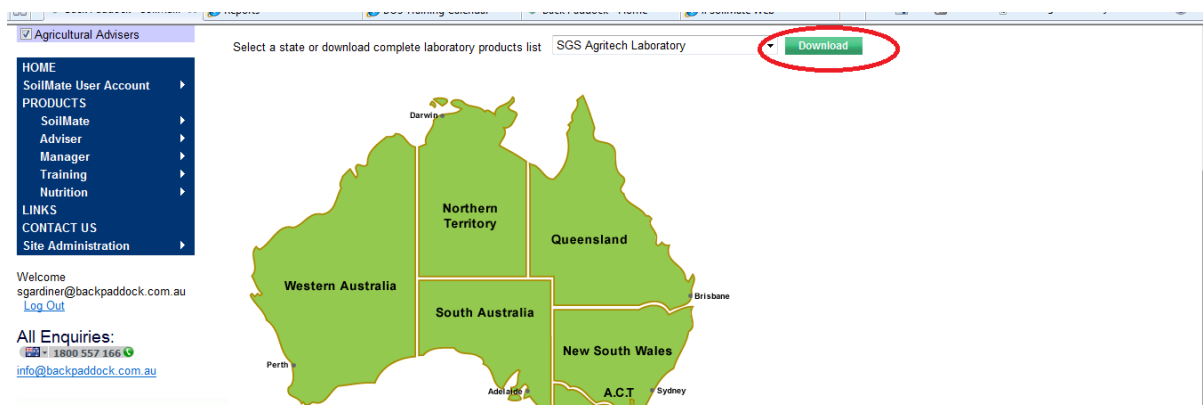 Reports
Agricultural Advisers
Select a state or download complete laboratory products list SGS Agritech Laboratory Download
HOME
SoilMate User Account
PRODUCTS
SoilMate
Adviser
Manager
Training
Nutrition
LINKS
CONTACT US
Site Administration
Welcome
sgardiner@backpaddock.com.au
Log Out
All Enquiries:
1800 557 166
info@backpaddock.com.au
Darwin
Northern
Territory
Queensland
Western Australia
Brisbane
South Australia
New South Wales
Perth
Adelaide
A.C.T
Sydney